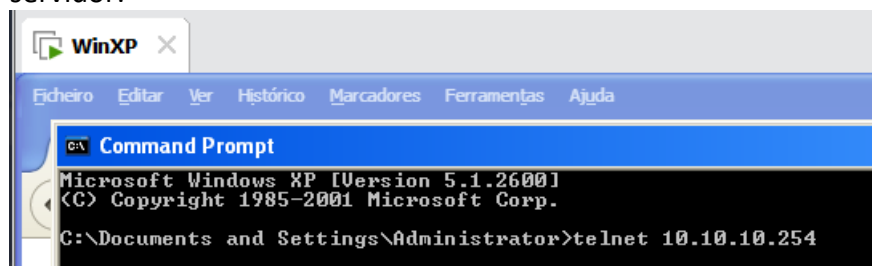 servidor.
WinXP
Ficheiro Editar Ver Histórico Marcadores Ferramentas Ajuda
Command Prompt
Microsoft Windows XP [Version 5.1.2600]
(C) Copyright 1985-2001 Microsoft Corp.
C:\Documents and Settings\Administrator>telnet 10.10.10.254